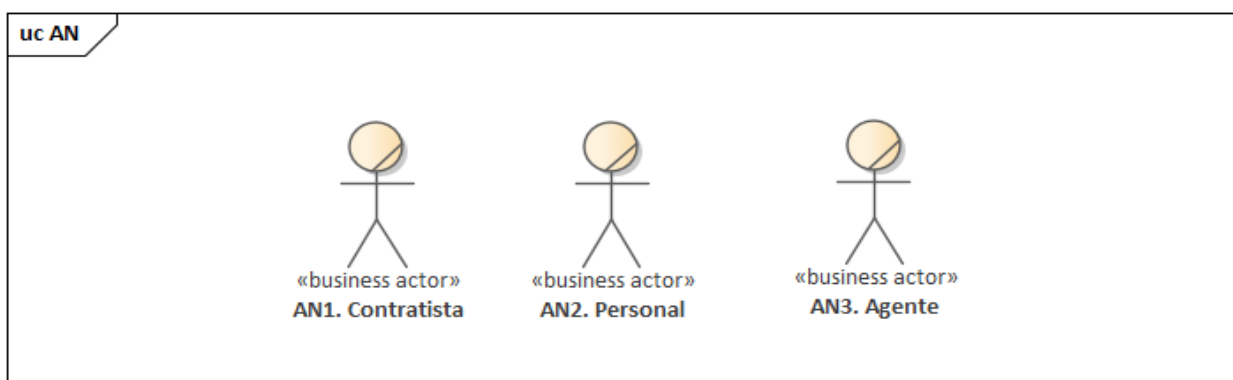 uc AN
«business actor»
AN1. Contratista
«business actor»
AN2. Personal
«business actor»
AN3. Agente